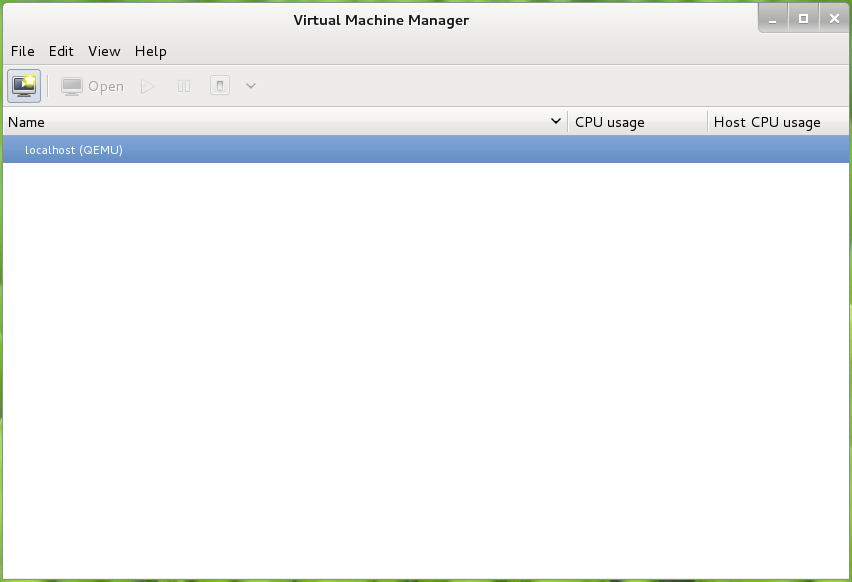 Virtual Machine Manager
File Edit View Help
Open
Name CPU usage Host CPU usage
localhost (QEMU)